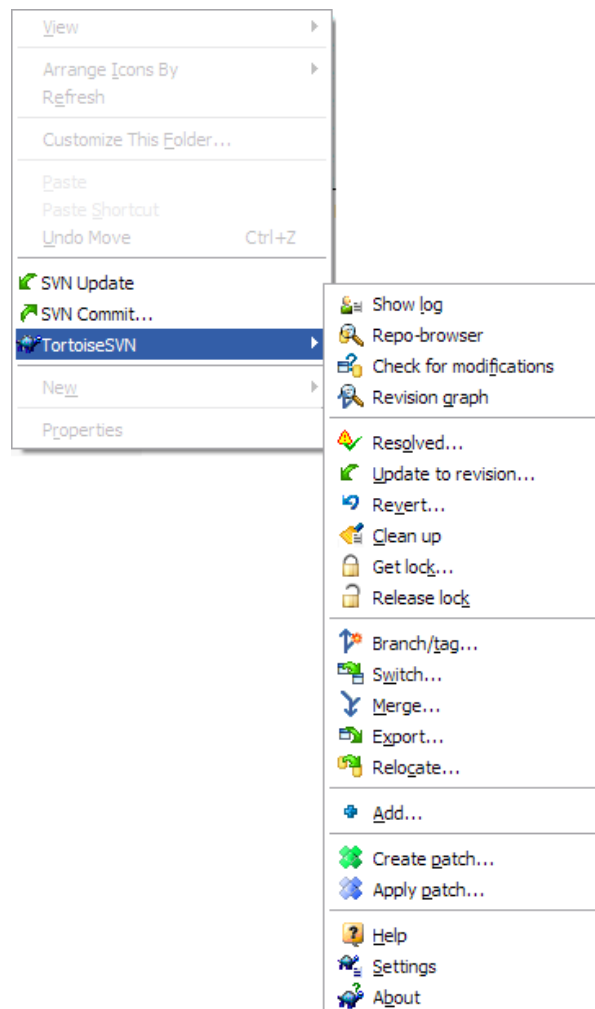 View
Arrange Icons By
Refresh
Customize This Folder...
Paste
Paste Shortcut
Undo Move Ctrl+Z
SVN Update
SVN Commit...
TortoiseSVN
New
Properties
Show log
Repo-browser
Check for modifications
Revision graph
Resolved...
Update to revision...
Revert...
Clean up
Get lock...
Release lock
Branch/tag...
Switch...
Merge...
Export...
Relocate...
Add...
Create patch...
Apply patch...
Help
Settings
About